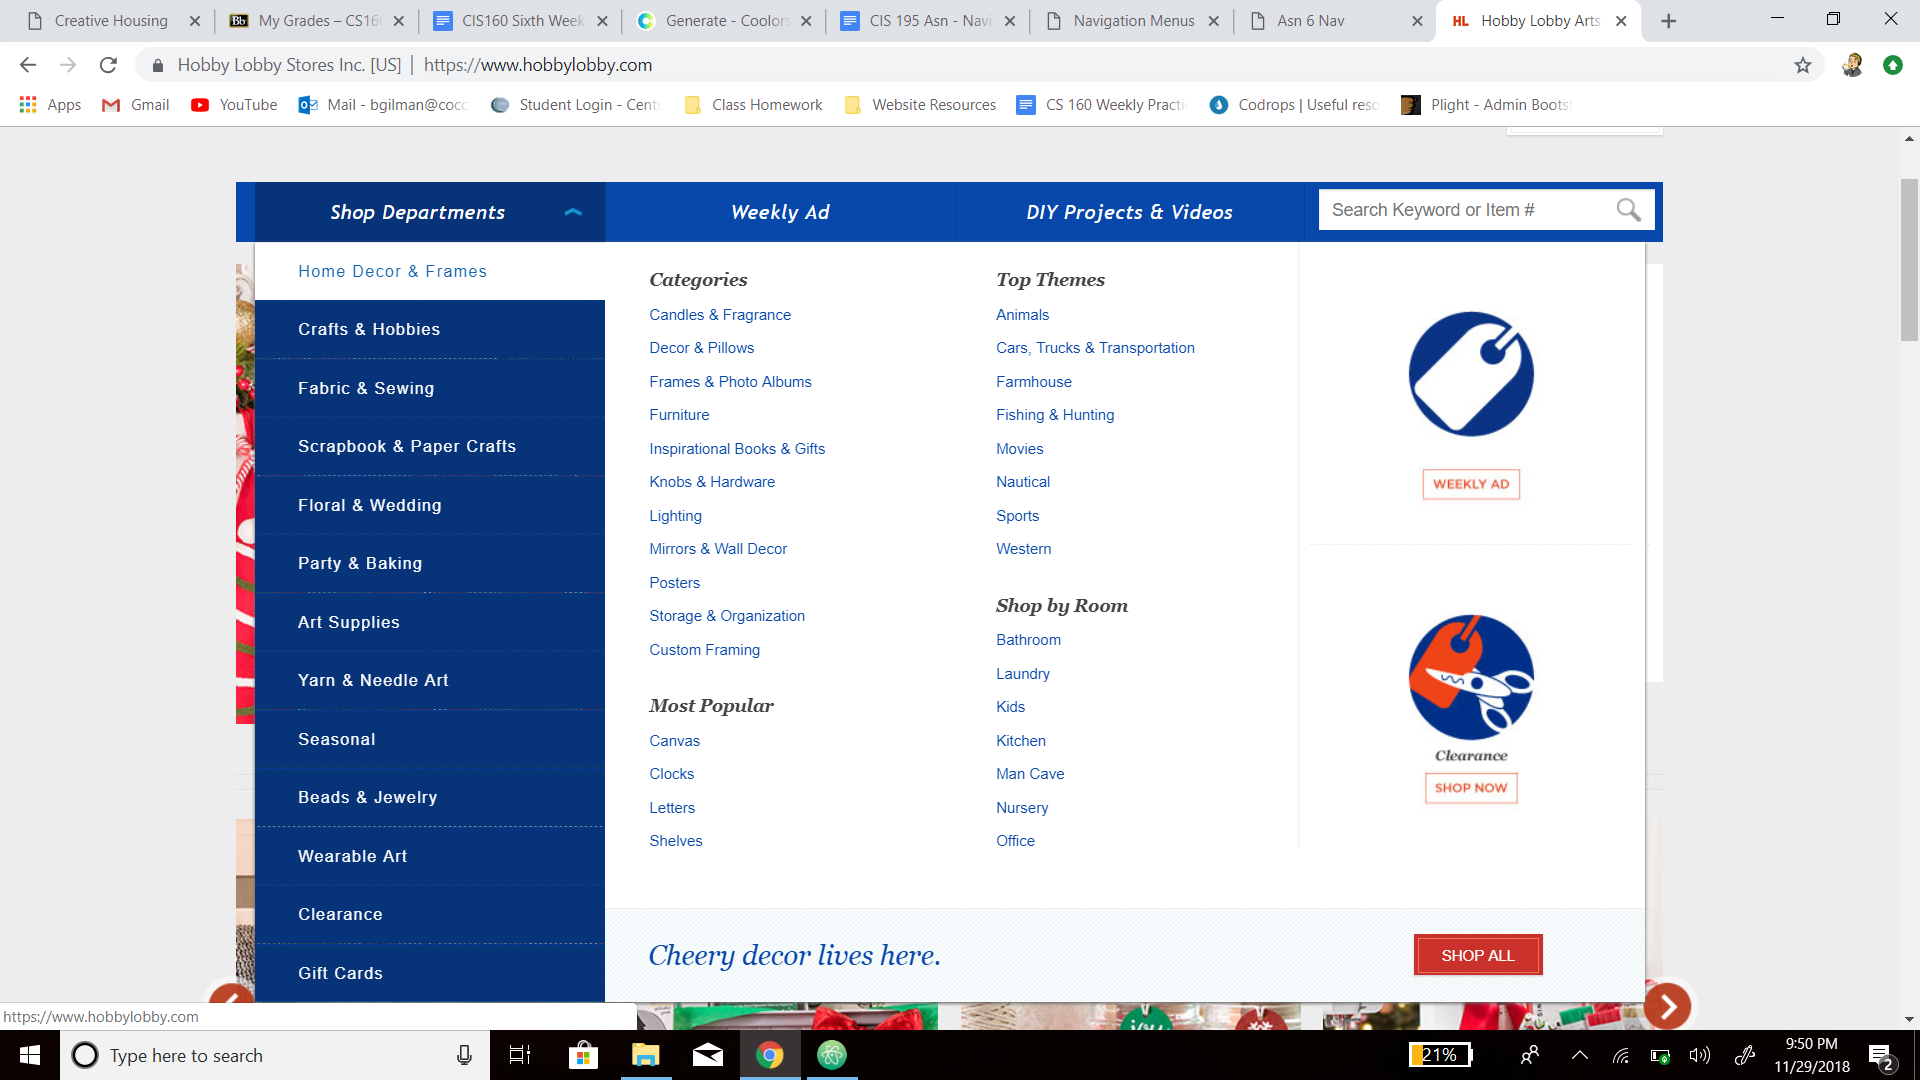 Creative Housing
Bb My Grades – CS16
CIS160 Sixth Week
Generate - Coolors
CIS 195 Asn - Navi
Navigation Menus
Asn 6 Nav
HL Hobby Lobby Arts
Hobby Lobby Stores Inc. [US] | https://www.hobbylobby.com
Apps
Gmail
YouTube
Mail - bgilman@cocc
Student Login - Cent
Class Homework
Website Resources
CS 160 Weekly Practi
Codrops | Useful reso
Plight - Admin Boots
Shop Departments
Weekly Ad
DIY Projects & Videos
Search Keyword or Item #
Home Decor & Frames
Crafts & Hobbies
Fabric & Sewing
Scrapbook & Paper Crafts
Floral & Wedding
Party & Baking
Art Supplies
Yarn & Needle Art
Seasonal
Beads & Jewelry
Wearable Art
Clearance
Gift Cards
Categories
Candles & Fragrance
Decor & Pillows
Frames & Photo Albums
Furniture
Inspirational Books & Gifts
Knobs & Hardware
Lighting
Mirrors & Wall Decor
Posters
Storage & Organization
Custom Framing
Most Popular
Canvas
Clocks
Letters
Shelves
Top Themes
Animals
Cars, Trucks & Transportation
Farmhouse
Fishing & Hunting
Movies
Nautical
Sports
Western
Shop by Room
Bathroom
Laundry
Kids
Kitchen
Man Cave
Nursery
Office
WEEKLY AD
Clearance
SHOP NOW
Cheery decor lives here.
SHOP ALL
https://www.hobbylobby.com
Type here to search
21%
9:50 PM
11/29/2018
2